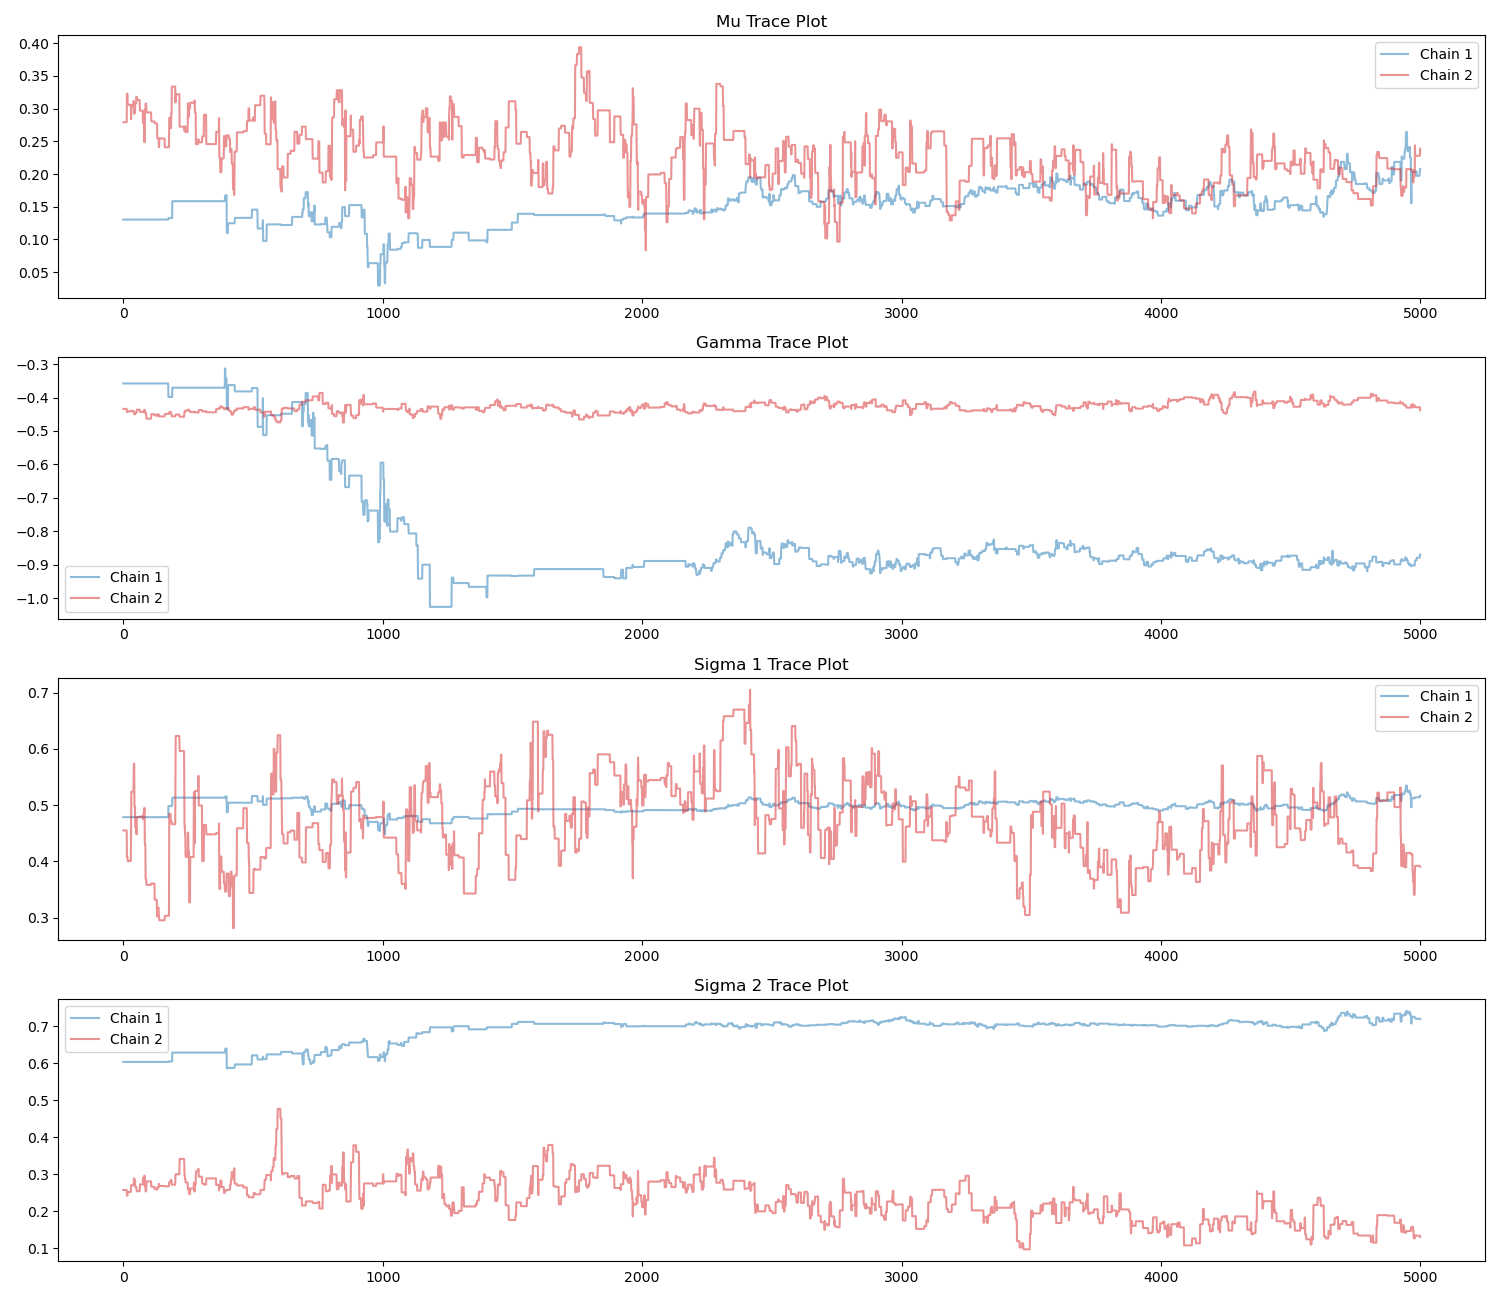 Mu Trace Plot
0.40
0.35
0.30
0.25
0.20
0.15
0.10
0.05
Chain 1
Chain 2
0 1000 2000 3000 4000 5000
Gamma Trace Plot
−0.3
−0.4
−0.5
−0.6
−0.7
−0.8
−0.9
−1.0
Chain 1
Chain 2
0 1000 2000 3000 4000 5000
Sigma 1 Trace Plot
0.7
0.6
0.5
0.4
0.3
Chain 1
Chain 2
0 1000 2000 3000 4000 5000
Sigma 2 Trace Plot
Chain 1
Chain 2
0.7
0.6
0.5
0.4
0.3
0.2
0.1
0 1000 2000 3000 4000 5000